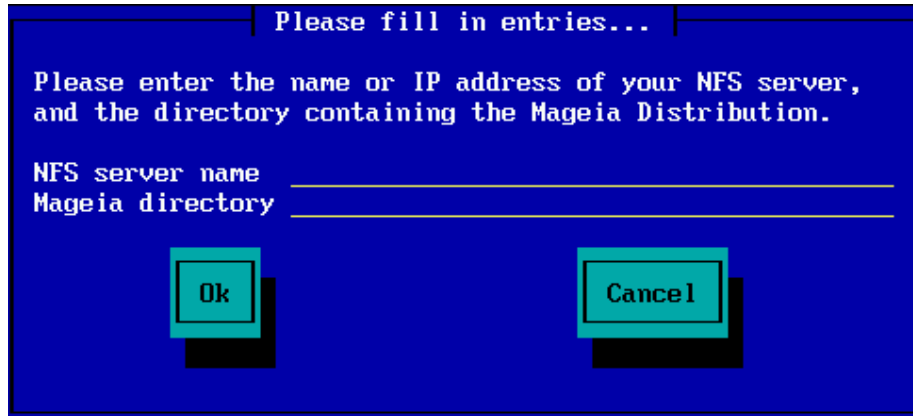 Please fill in entries...
Please enter the name or IP address of your NFS server,
and the directory containing the Mageia Distribution.
NFS server name
Mageia directory
Ok
Cancel